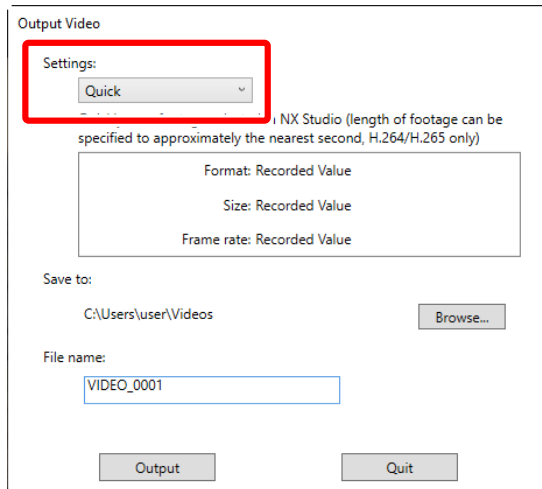 Output Video
Settings:
Quick
NX Studio (length of footage can be
specified to approximately the nearest second, H.264/H.265 only)
Format: Recorded Value
Size: Recorded Value
Frame rate: Recorded Value
Save to:
C:\Users\user\Videos
Browse...
File name:
VIDEO_0001
Output
Quit